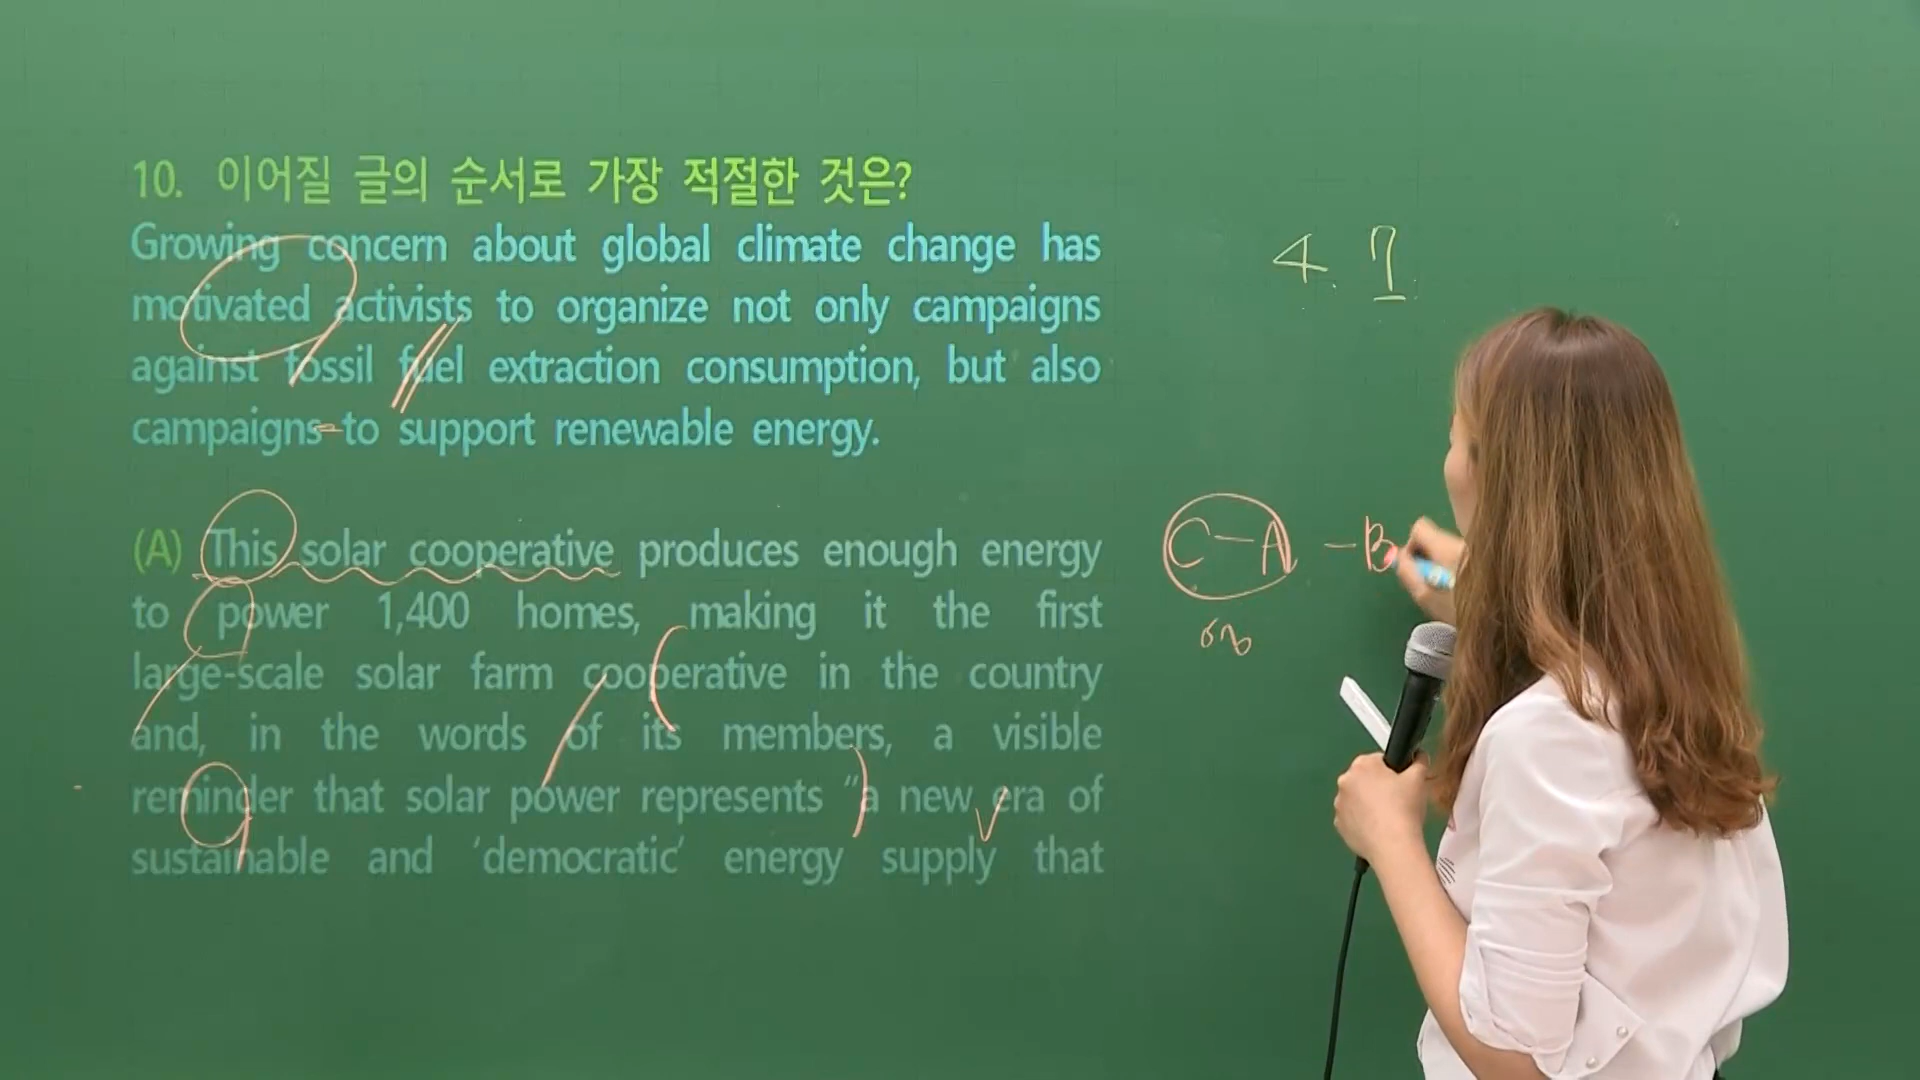 10. 이어질 글의 순서로 가장 적절한 것은?
Growing concern about global climate change has
motivated activists to organize not only campaigns
against fossil fuel extraction consumption, but also
campaigns to support renewable energy.
(A) This solar cooperative produces enough energy
to power 1,400 homes, making it the first
large-scale solar farm cooperative in the country
and, in the words of its members, a visible
reminder that solar power represents “a new era of
sustainable and ‘democratic’ energy supply that
C-A-B